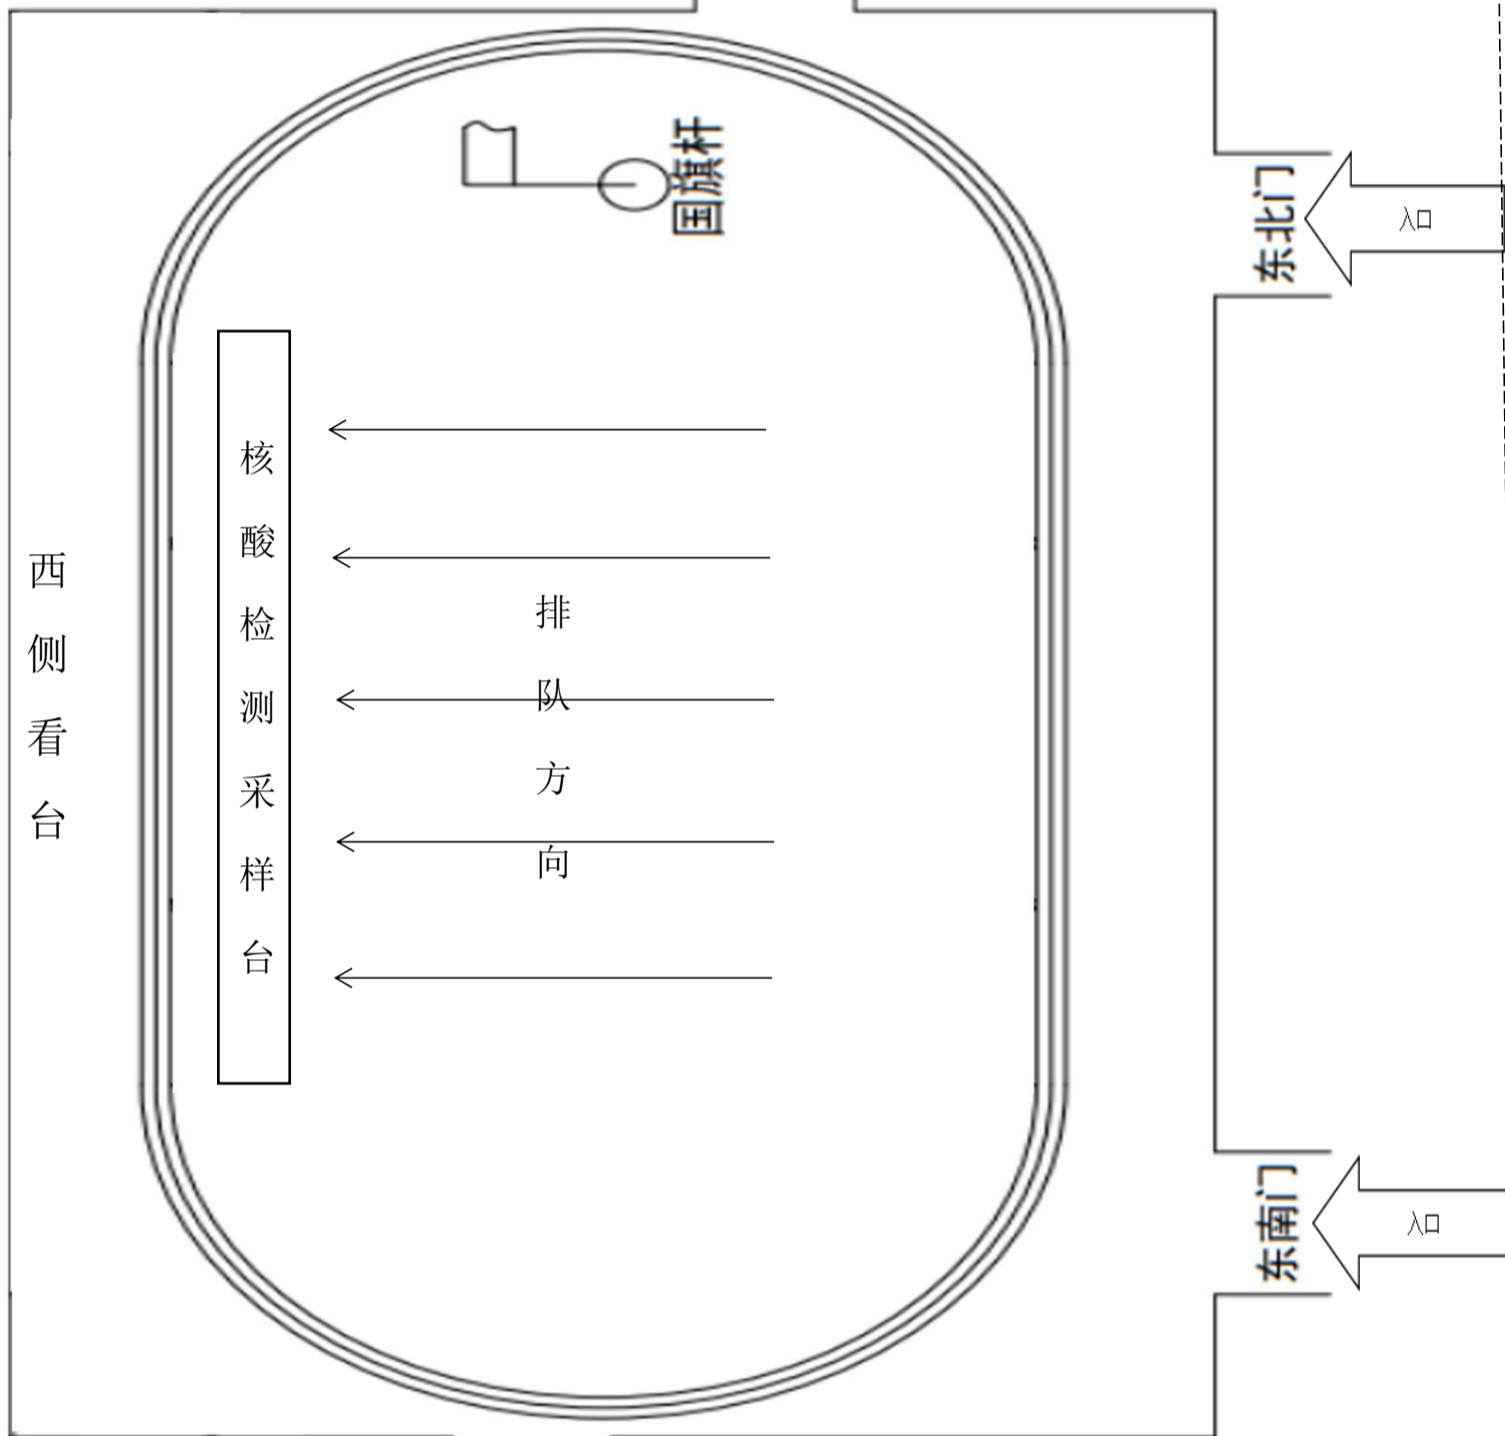 国旗杆
东北门
入口
西侧看台
核酸检测采样台
排队方向
东南门
入口